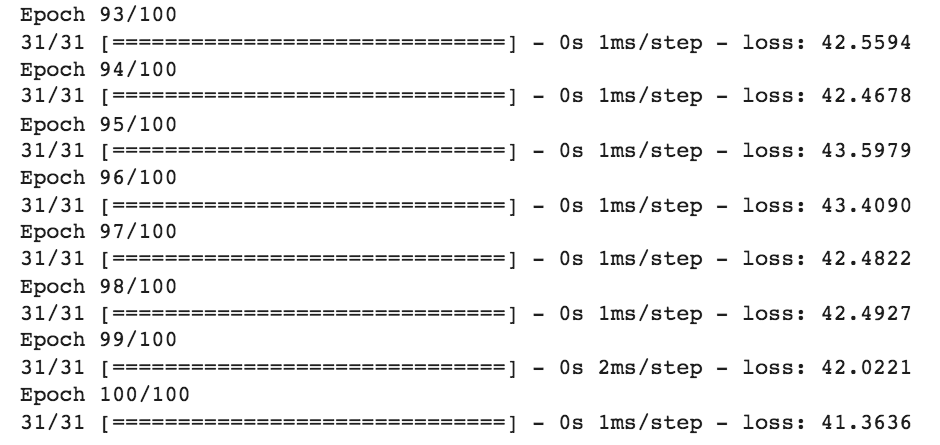 Epoch 93/100
31/31 [==============================] - 0s 1ms/step - loss: 42.5594
Epoch 94/100
31/31 [==============================] - 0s 1ms/step - loss: 42.4678
Epoch 95/100
31/31 [==============================] - 0s 1ms/step - loss: 43.5979
Epoch 96/100
31/31 [==============================] - 0s 1ms/step - loss: 43.4090
Epoch 97/100
31/31 [==============================] - 0s 1ms/step - loss: 42.4822
Epoch 98/100
31/31 [==============================] - 0s 1ms/step - loss: 42.4927
Epoch 99/100
31/31 [==============================] - 0s 2ms/step - loss: 42.0221
Epoch 100/100
31/31 [==============================] - 0s 1ms/step - loss: 41.3636